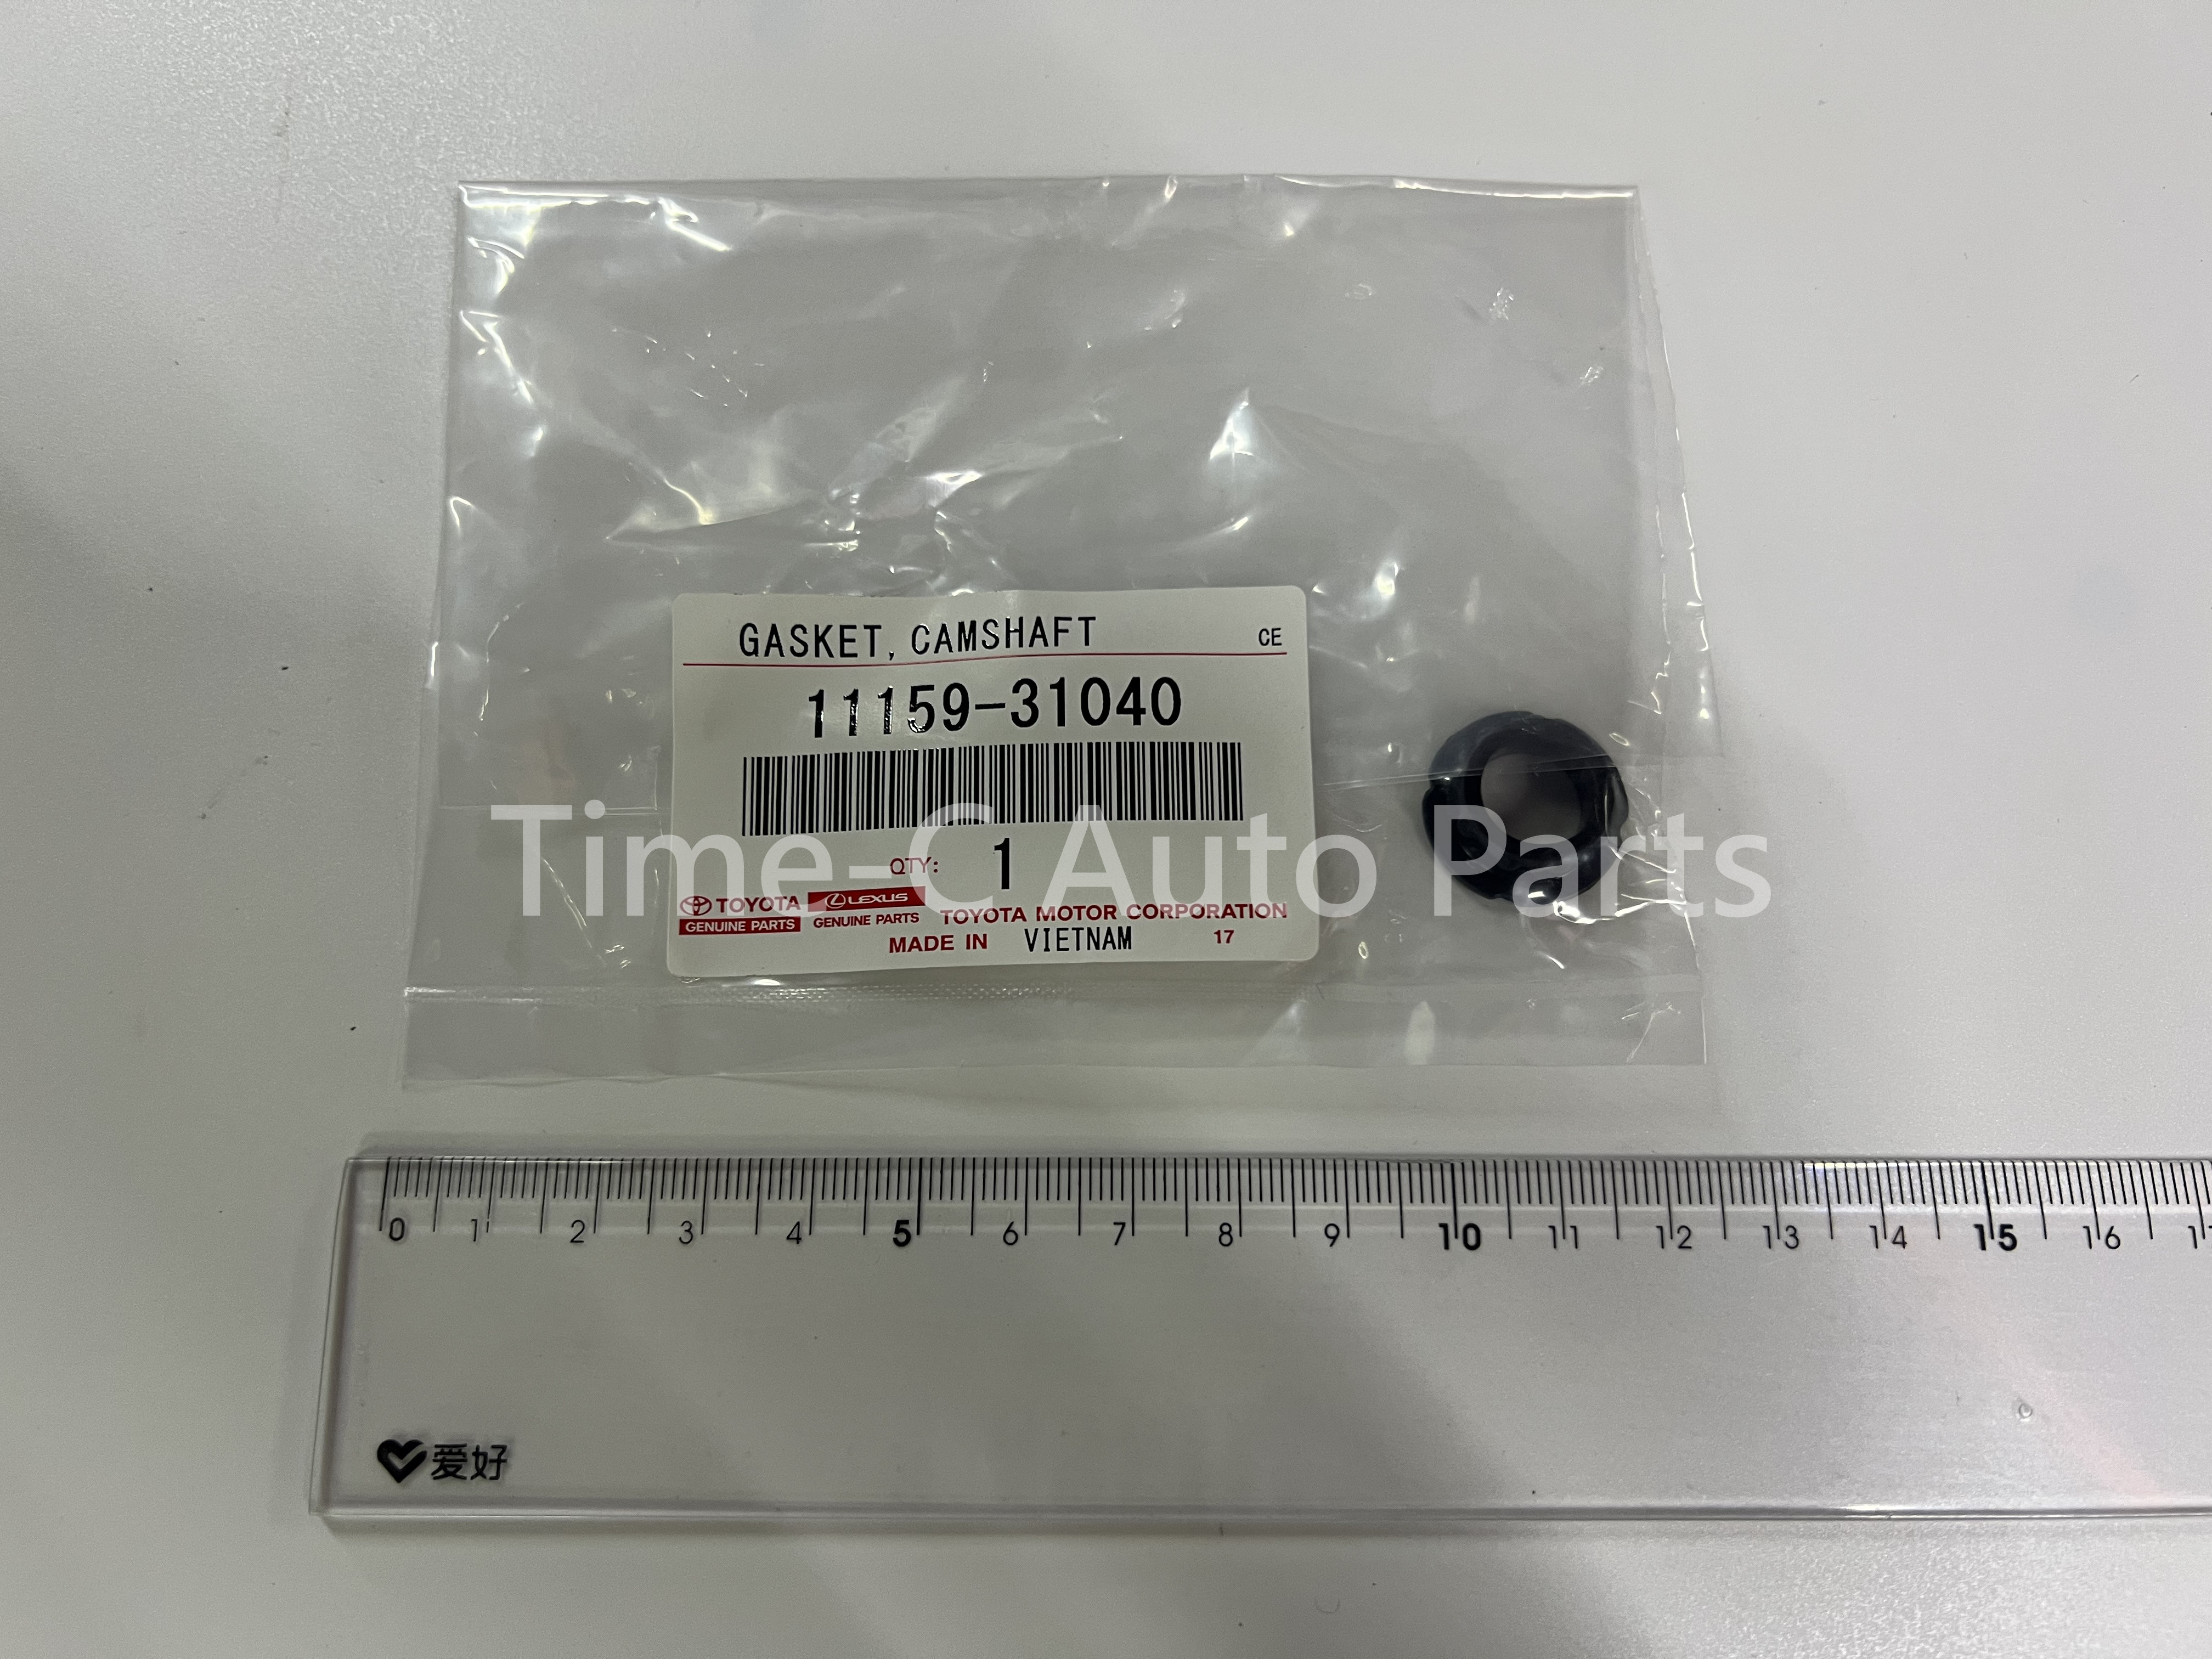 GASKET, CAMSHAFT CE
11159-31040
QTY: 1
TOYOTA
GENUINE PARTS
LEXUS
GENUINE PARTS
TOYOTA MOTOR CORPORATION
MADE IN VIETNAM 17
Time-C Auto Parts
0 1 2 3 4 5 6 7 8 9 10 11 12 13 14 15 16
爱好